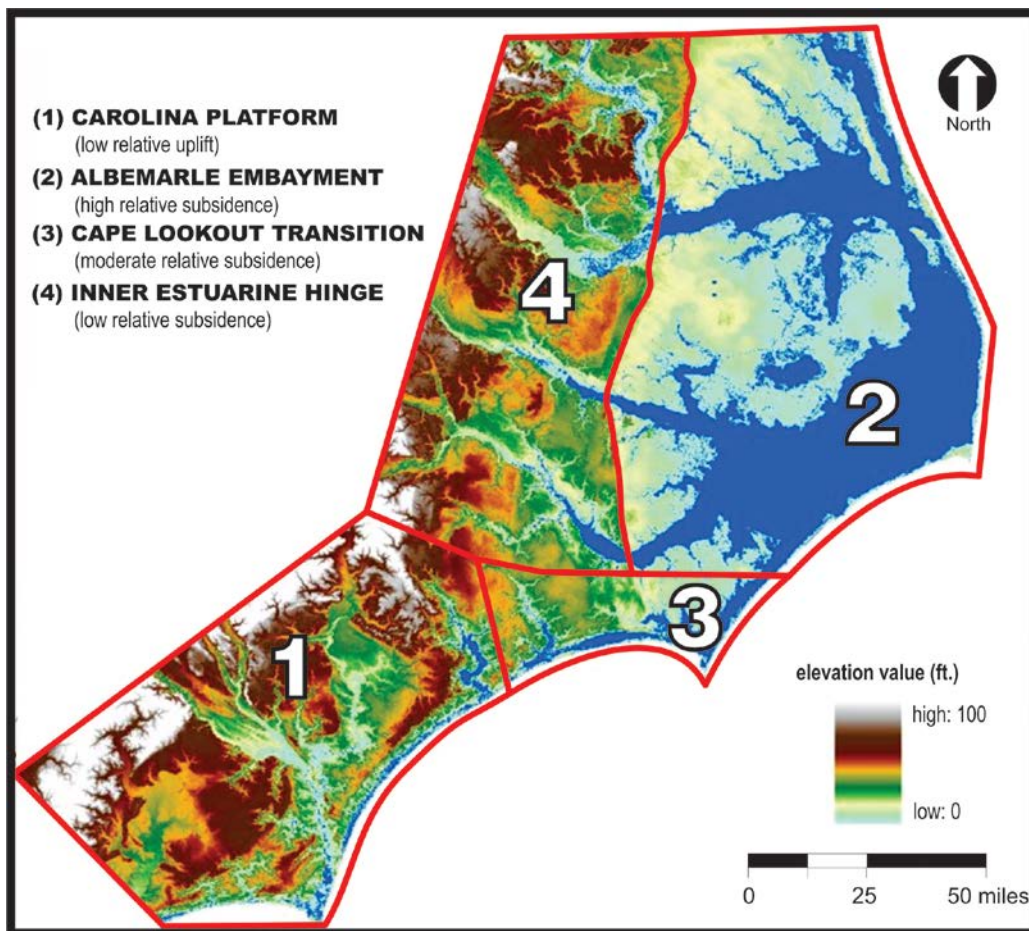 (1) CAROLINA PLATFORM
(low relative uplift)
(2) ALBEMARLE EMBAYMENT
(high relative subsidence)
(3) CAPE LOOKOUT TRANSITION
(moderate relative subsidence)
(4) INNER ESTUARINE HINGE
(low relative subsidence)
North
4
2
3
1
elevation value (ft.)
high: 100
low: 0
0 25 50 miles